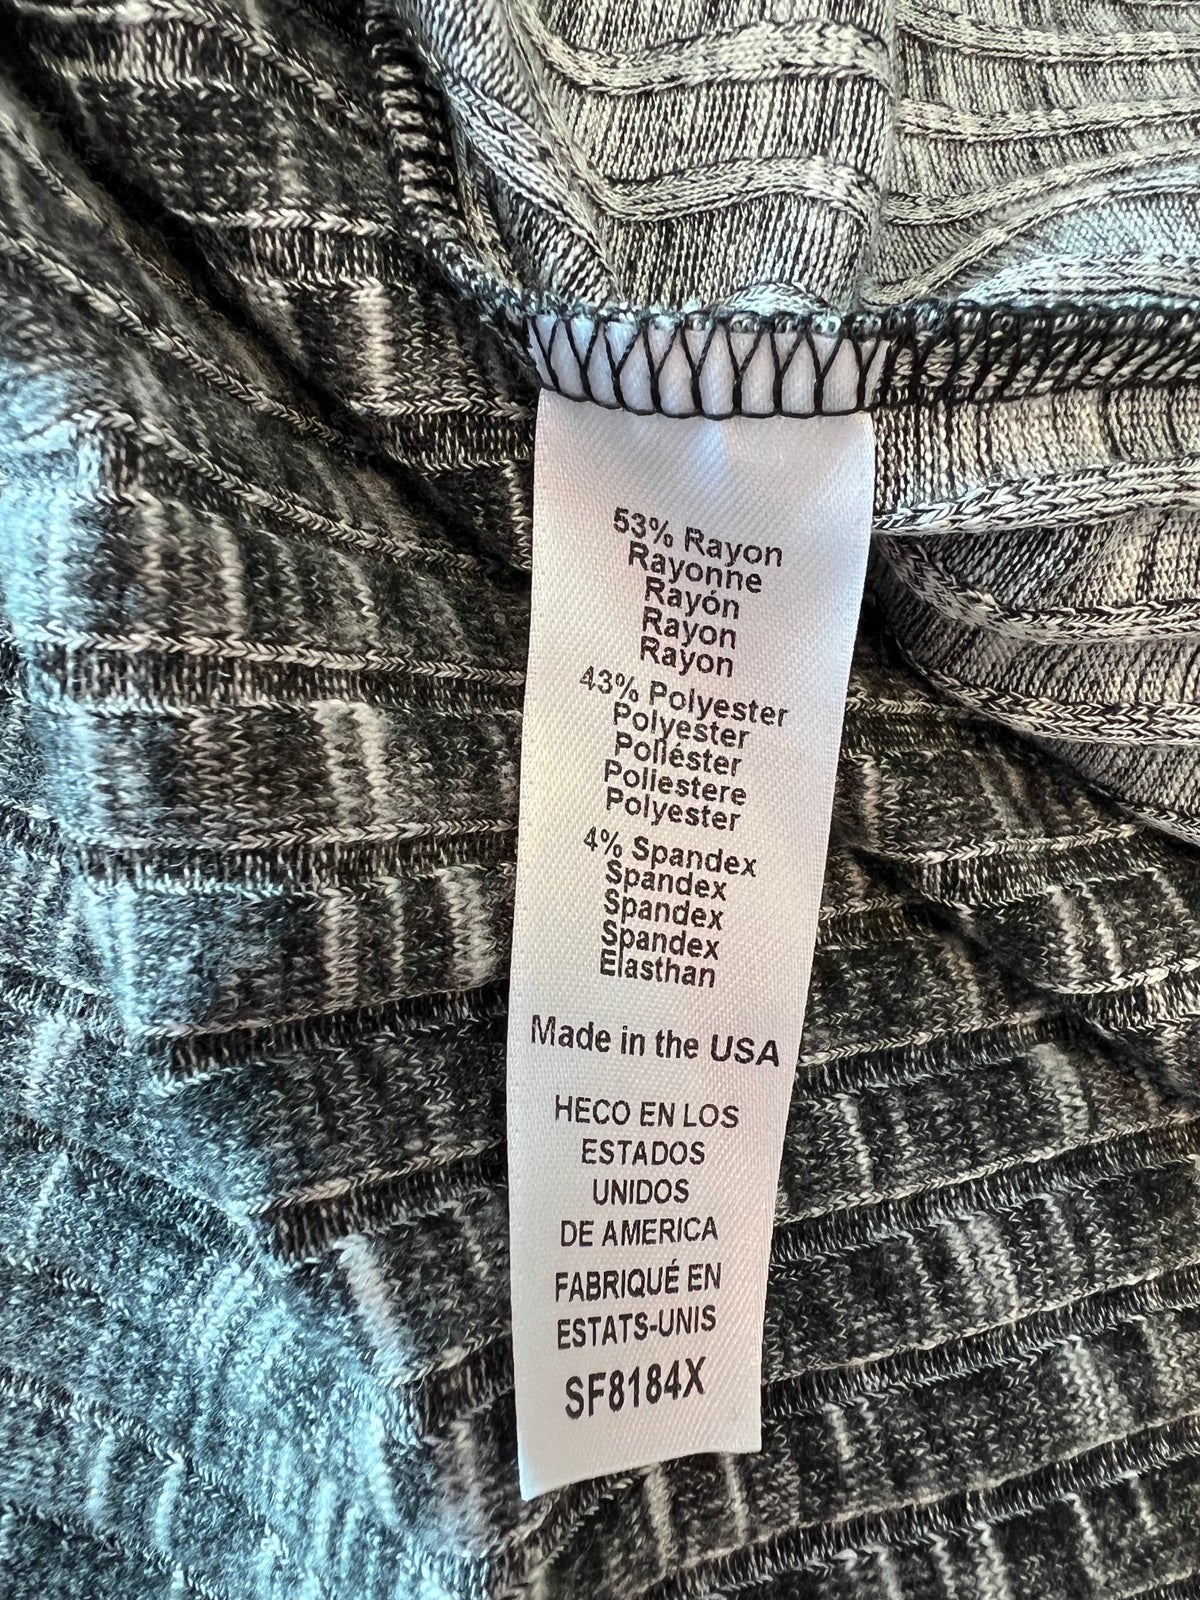 53% Rayon
Rayonne
Rayón
Rayon
Rayon
43% Polyester
Polyester
Poliéster
Poliestere
Polyester
4% Spandex
Spandex
Spandex
Spandex
Elasthan
Made in the USA
HECO EN LOS
ESTADOS
UNIDOS
DE AMERICA
FABRIQUÉ EN
ESTATS-UNIS
SF8184X